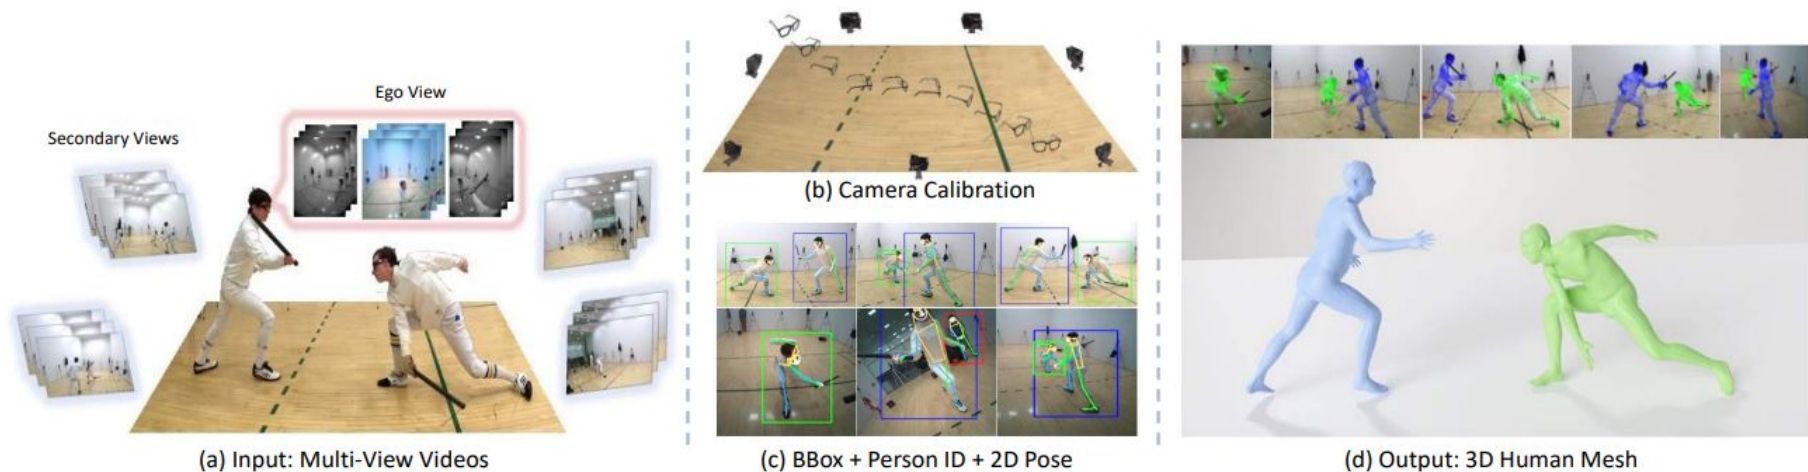 Ego View
Secondary Views
(a) Input: Multi-View Videos
(b) Camera Calibration
(c) BBox + Person ID + 2D Pose
(d) Output: 3D Human Mesh